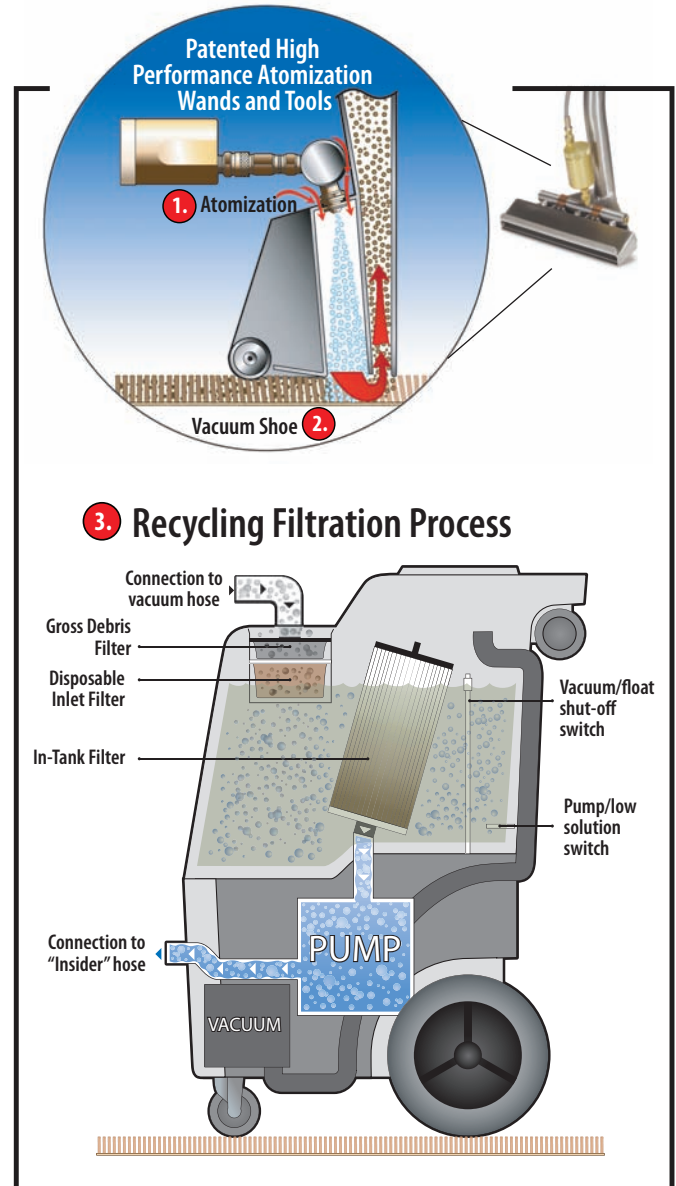 Patented High
Performance Atomization
Wands and Tools
1. Atomization
Vacuum Shoe 2.
3. Recycling Filtration Process
Connection to
vacuum hose
Gross Debris
Filter
Disposable
Inlet Filter
In-Tank Filter
Vacuum/float
shut-off
switch
Pump/low
solution
switch
Connection to
“Insider” hose
PUMP
VACUUM